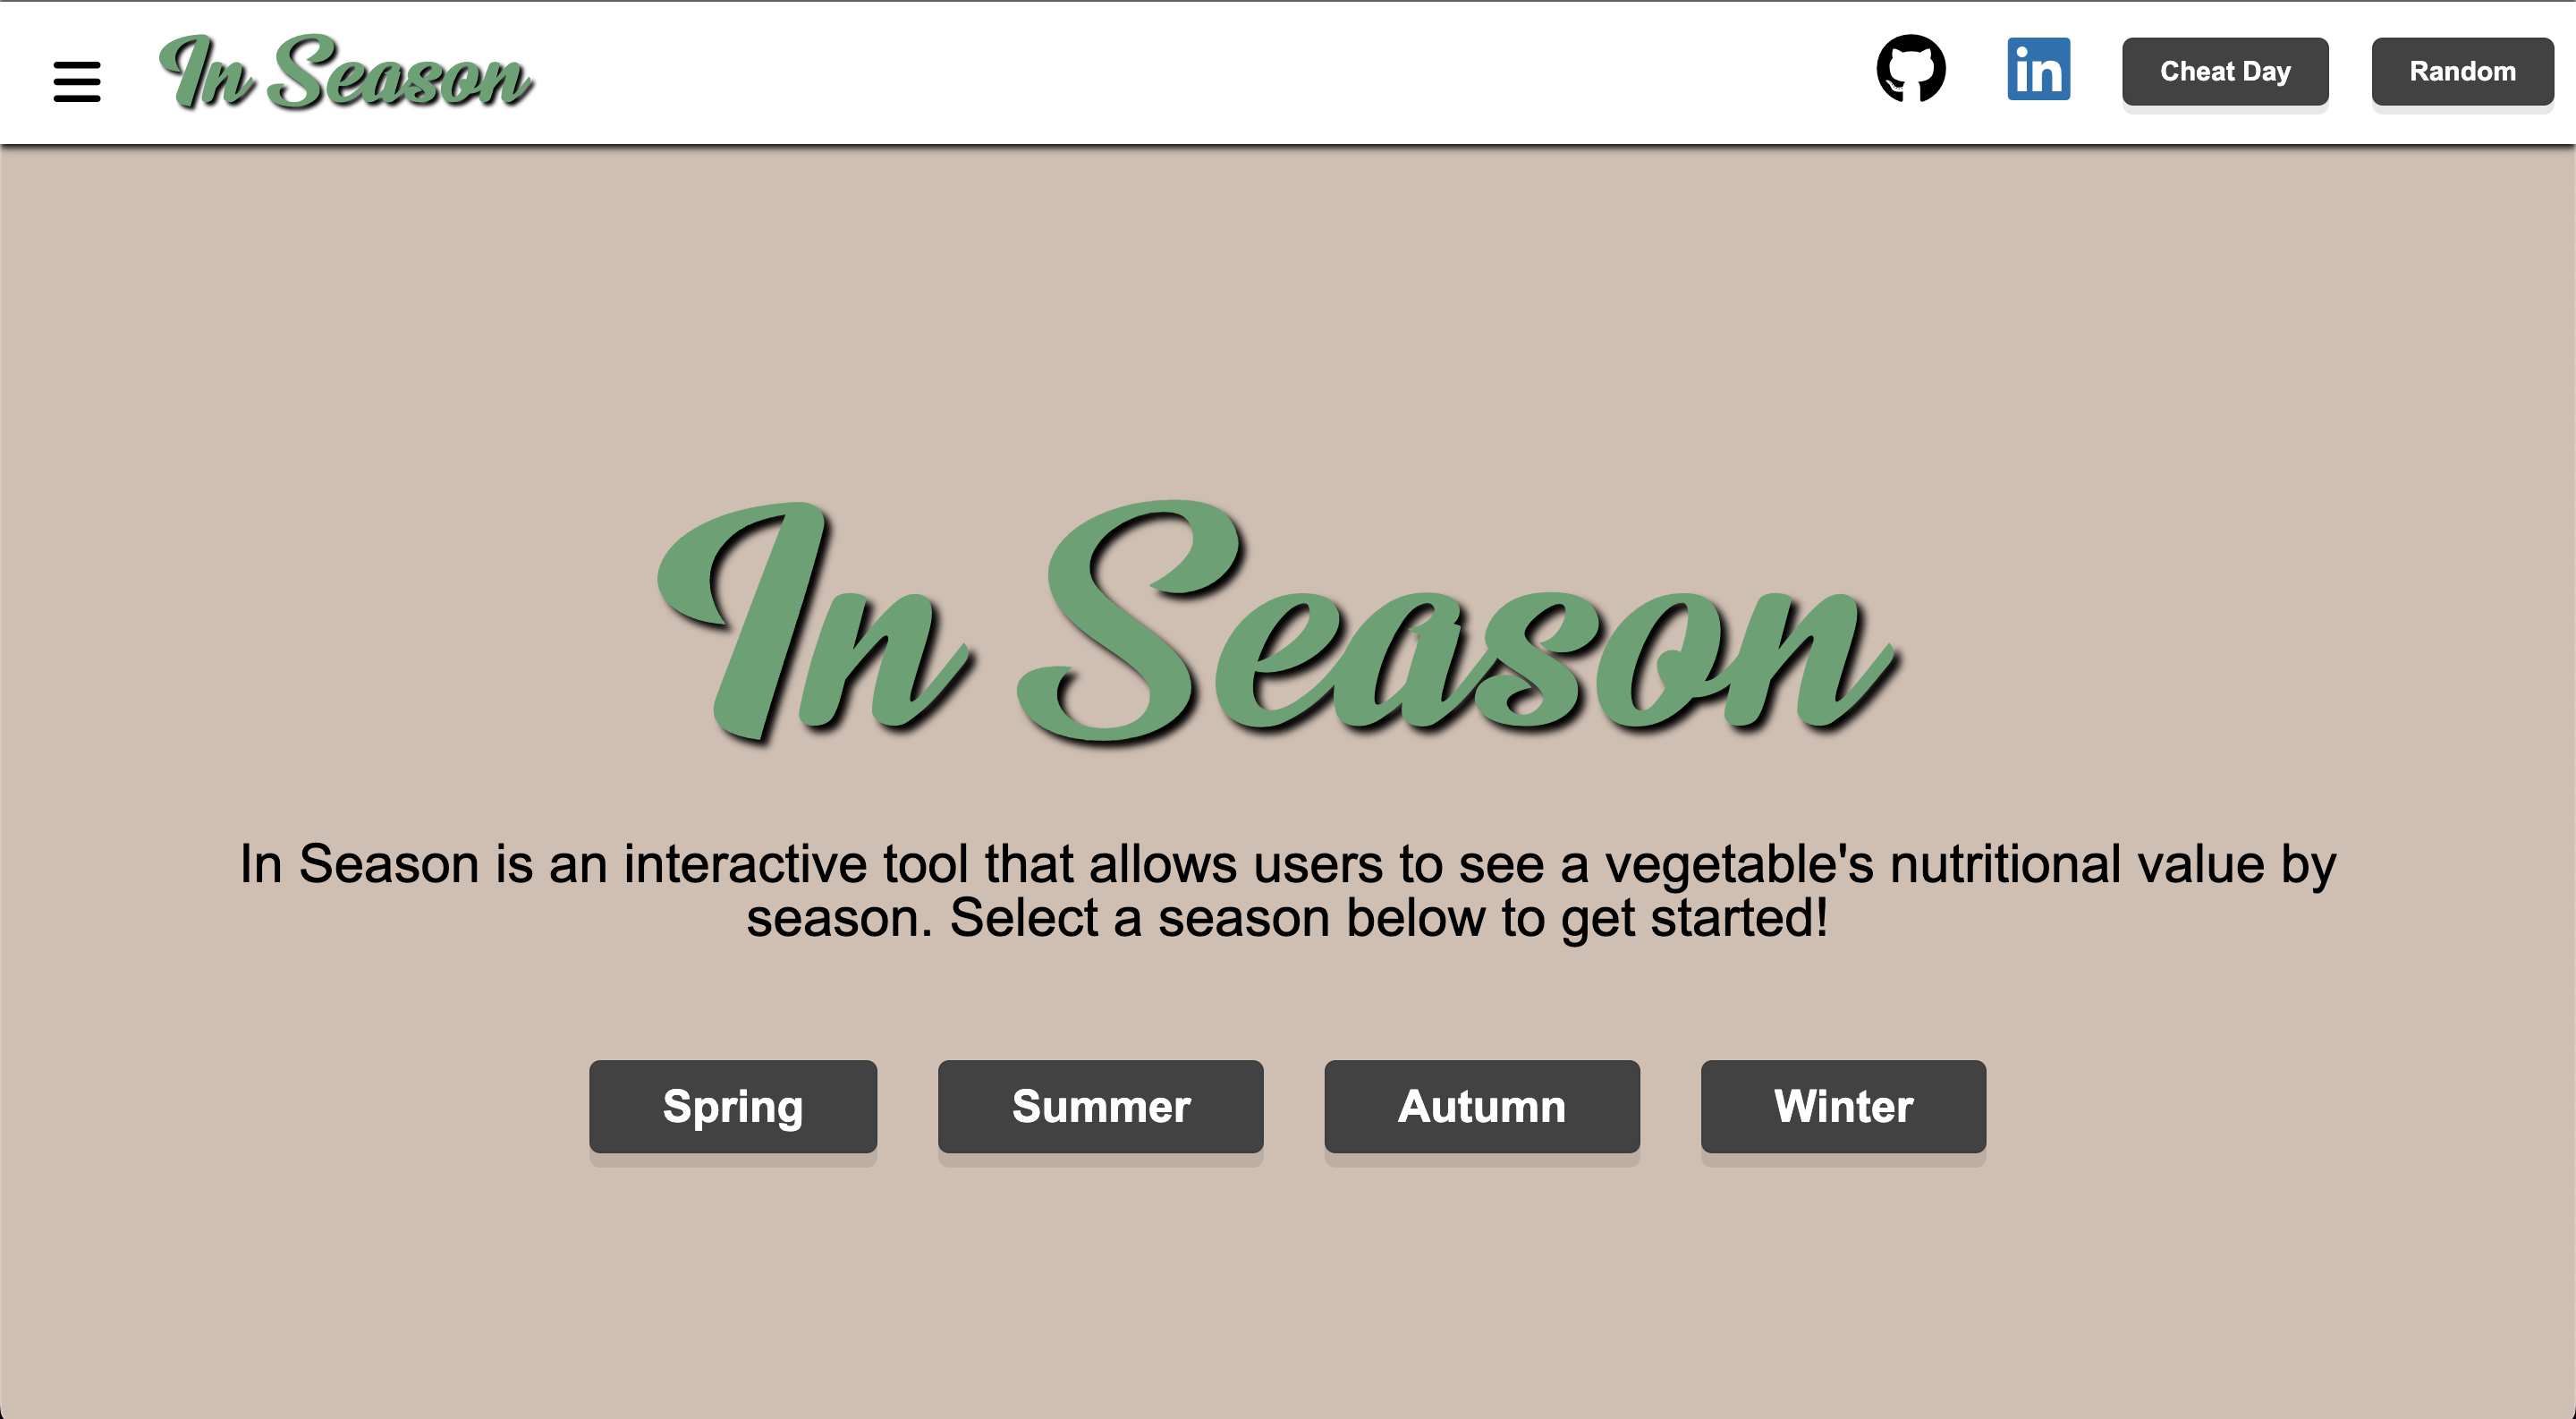 In Season
in
Cheat Day
Random
In Season
In Season is an interactive tool that allows users to see a vegetable's nutritional value by
season. Select a season below to get started!
Spring
Summer
Autumn
Winter